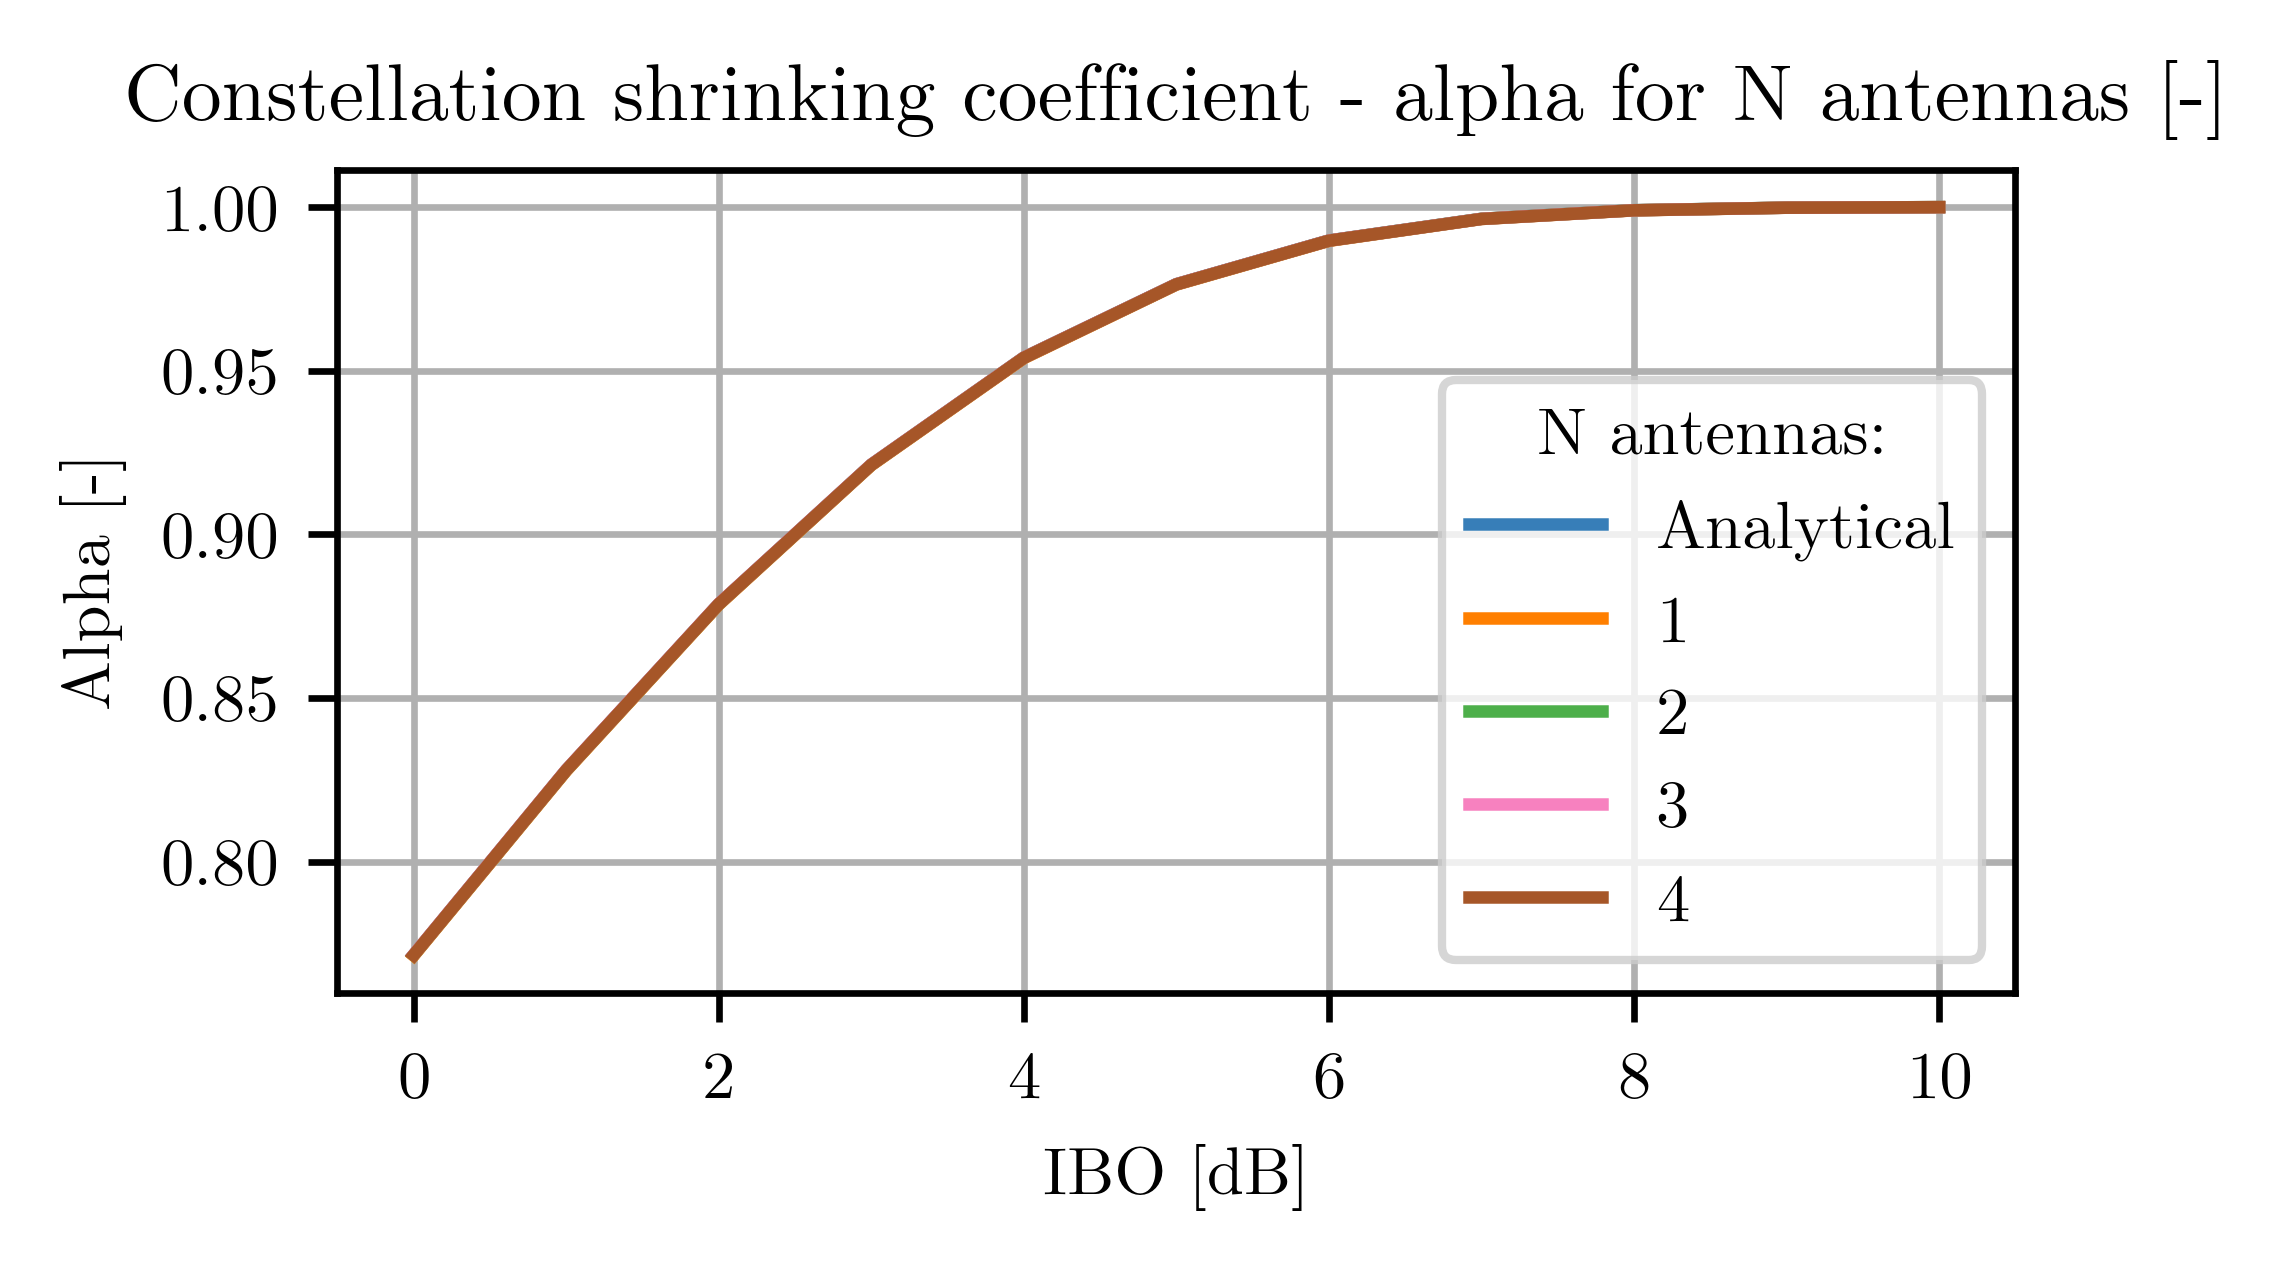 Constellation shrinking coefficient - alpha for N antennas [-]
1.00
0.95
0.90
0.85
0.80
Alpha [-]
N antennas:
Analytical
1
2
3
4
0 2 4 6 8 10
IBO [dB]